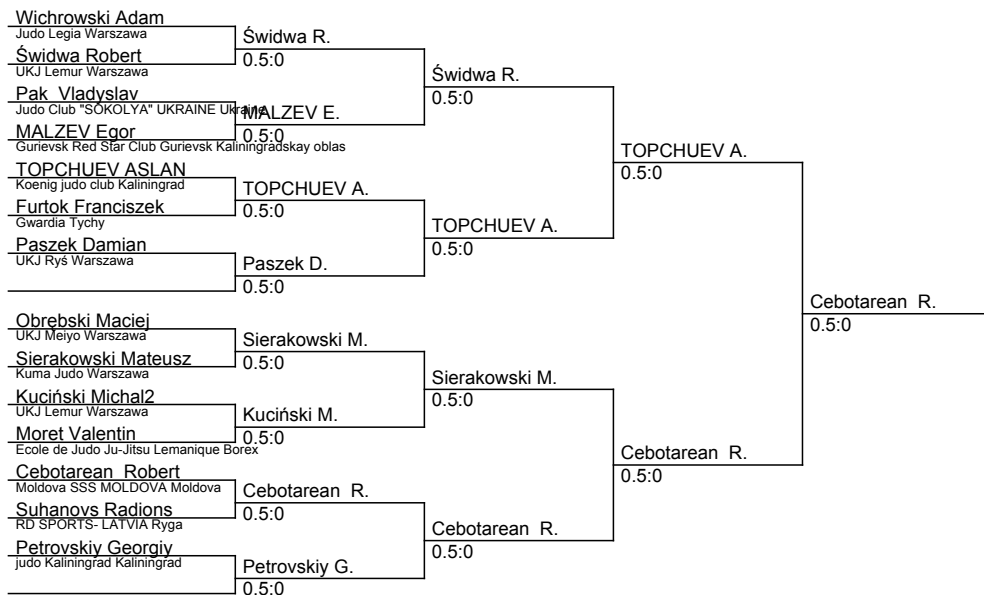 Wichrowski Adam
Judo Legia Warszawa
Świdwa Robert
UKJ Lemur Warszawa
Pak  Vladyslav
Judo Club "SOKOLYA" UKRAINE Ukraine
MALZEV Egor
Gurievsk Red Star Club Gurievsk Kaliningradskay oblas
TOPCHUEV ASLAN
Koenig judo club Kaliningrad
Furtok Franciszek
Gwardia Tychy
Paszek Damian
UKJ Ryś Warszawa
Obrębski Maciej
UKJ Meiyo Warszawa
Sierakowski Mateusz
Kuma Judo Warszawa
Kuciński Michal2
UKJ Lemur Warszawa
Moret Valentin
Ecole de Judo Ju-Jitsu Lemanique Borex
Cebotarean  Robert
Moldova SSS MOLDOVA Moldova
Suhanovs Radions
RD SPORTS- LATVIA Ryga
Petrovskiy Georgiy
judo Kaliningrad Kaliningrad
Świdwa R.
0.5:0
MALZEV E.
0.5:0
TOPCHUEV A.
0.5:0
Paszek D.
0.5:0
Sierakowski M.
0.5:0
Kuciński M.
0.5:0
Cebotarean  R.
0.5:0
Petrovskiy G.
0.5:0
Świdwa R.
0.5:0
TOPCHUEV A.
0.5:0
Sierakowski M.
0.5:0
Cebotarean  R.
0.5:0
TOPCHUEV A.
0.5:0
Cebotarean  R.
0.5:0
Cebotarean  R.
0.5:0